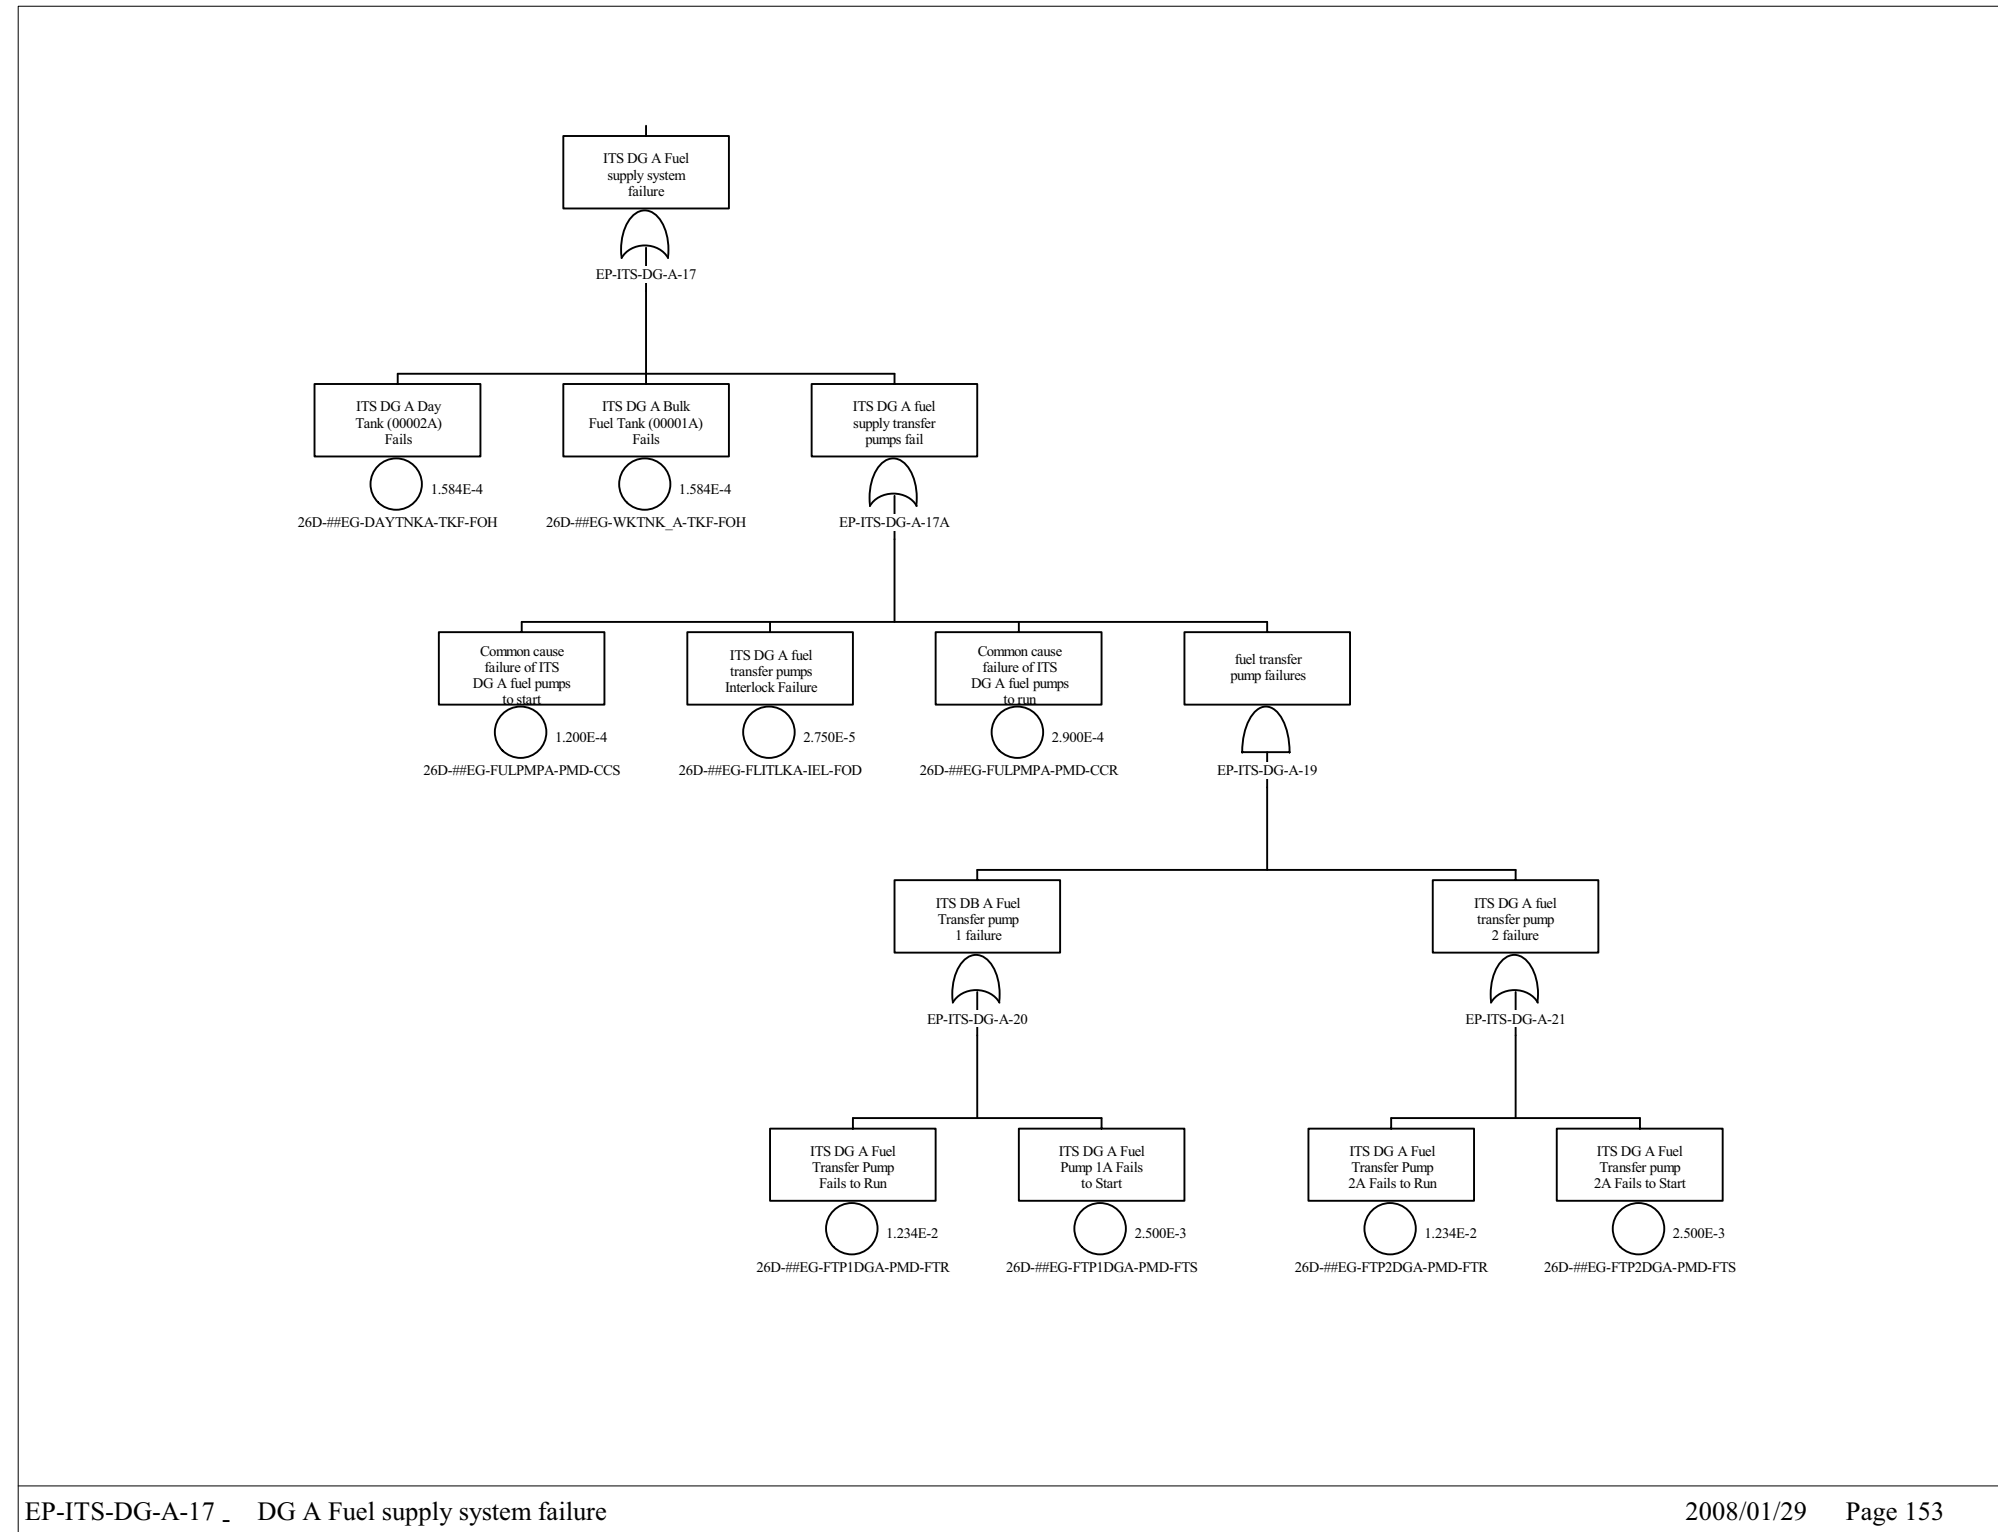 ITS DG A Fuel
supply system
failure
EP-ITS-DG-A-17
ITS DG A Day
Tank (00002A)
Fails
1.584E-4
26D-##EG-DAYTNKA-TKF-FOH
ITS DG A Bulk
Fuel Tank (00001A)
Fails
1.584E-4
26D-##EG-WKTNK_A-TKF-FOH
ITS DG A fuel
supply transfer
pumps fail
EP-ITS-DG-A-17A
Common cause
failure of ITS
DG A fuel pumps
to start
1.200E-4
26D-##EG-FULPMPA-PMD-CCS
ITS DG A fuel
transfer pumps
Interlock Failure
2.750E-5
26D-##EG-FLITLKA-IEL-FOD
Common cause
failure of ITS
DG A fuel pumps
to run
2.900E-4
26D-##EG-FULPMPA-PMD-CCR
fuel transfer
pump failures
EP-ITS-DG-A-19
ITS DB A Fuel
Transfer pump
1 failure
EP-ITS-DG-A-20
ITS DG A fuel
transfer pump
2 failure
EP-ITS-DG-A-21
ITS DG A Fuel
Transfer Pump
Fails to Run
1.234E-2
26D-##EG-FTP1DGA-PMD-FTR
ITS DG A Fuel
Pump 1A Fails
to Start
2.500E-3
26D-##EG-FTP1DGA-PMD-FTS
ITS DG A Fuel
Transfer Pump
2A Fails to Run
1.234E-2
26D-##EG-FTP2DGA-PMD-FTR
ITS DG A Fuel
Transfer pump
2A Fails to Start
2.500E-3
26D-##EG-FTP2DGA-PMD-FTS
EP-ITS-DG-A-17 - DG A Fuel supply system failure 2008/01/29 Page 153